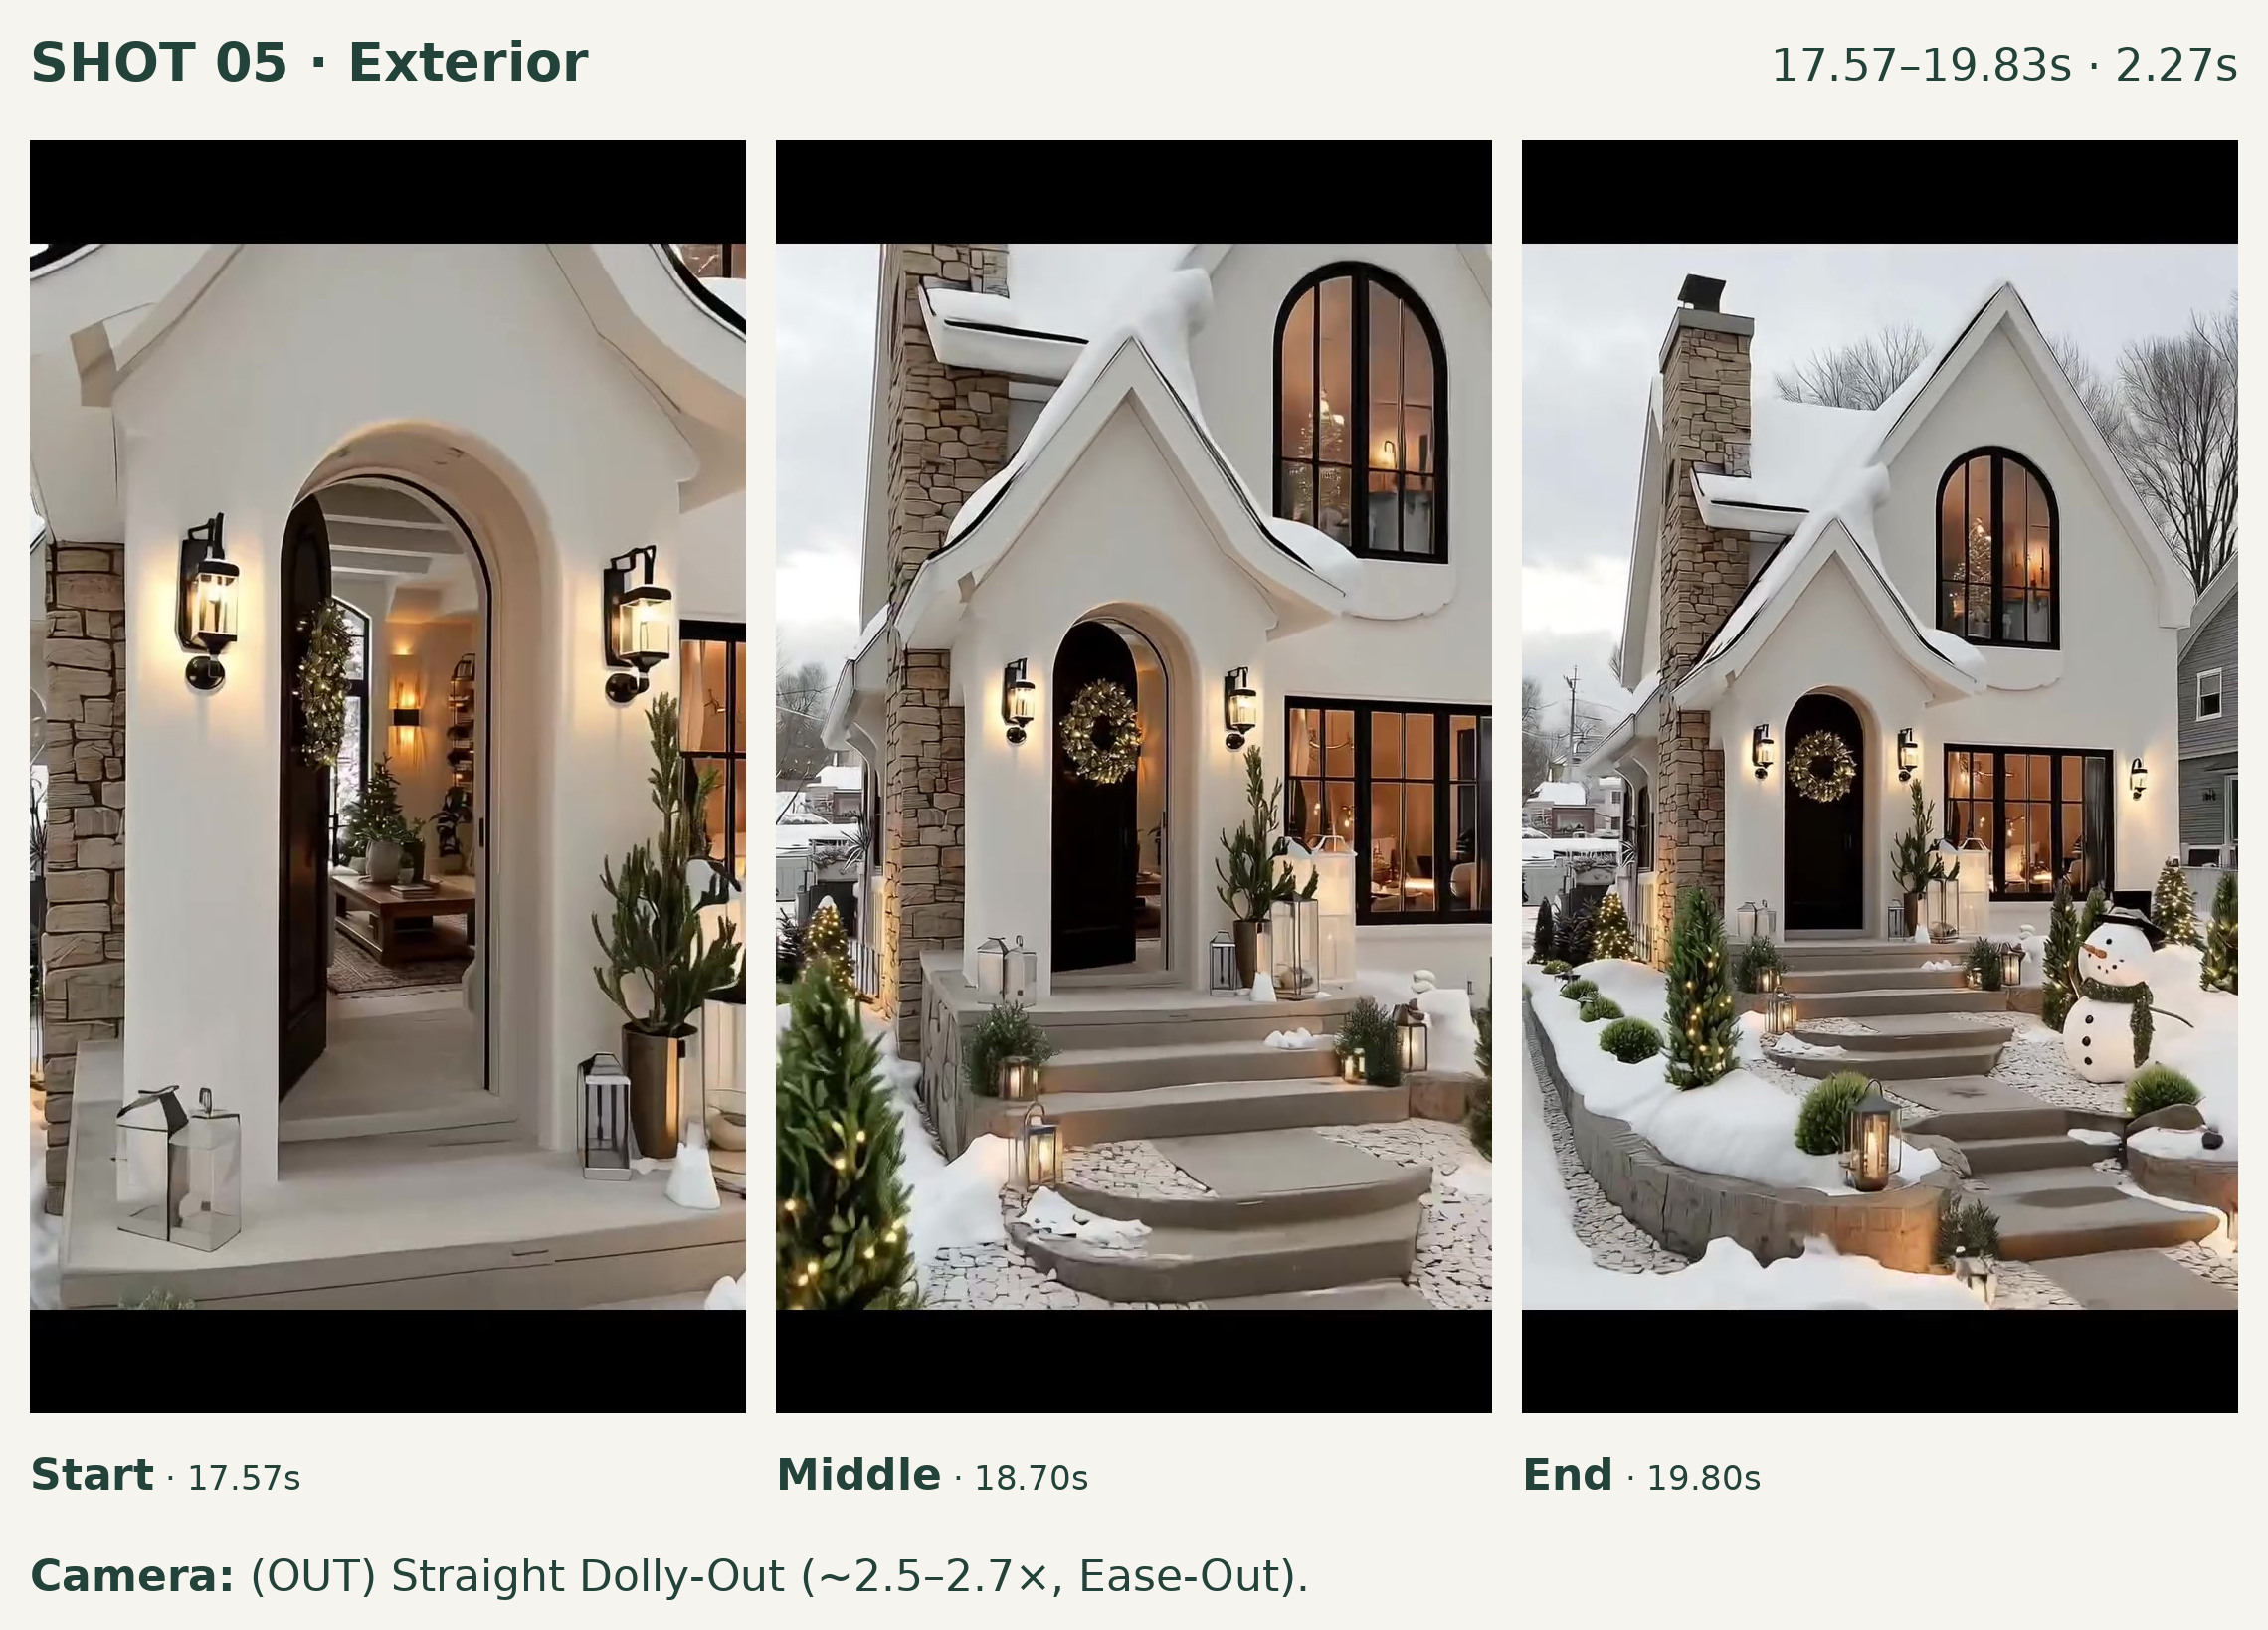 SHOT 05 · Exterior
17.57–19.83s · 2.27s
Start · 17.57s
Middle · 18.70s
End · 19.80s
Camera: (OUT) Straight Dolly-Out (~2.5–2.7×, Ease-Out).